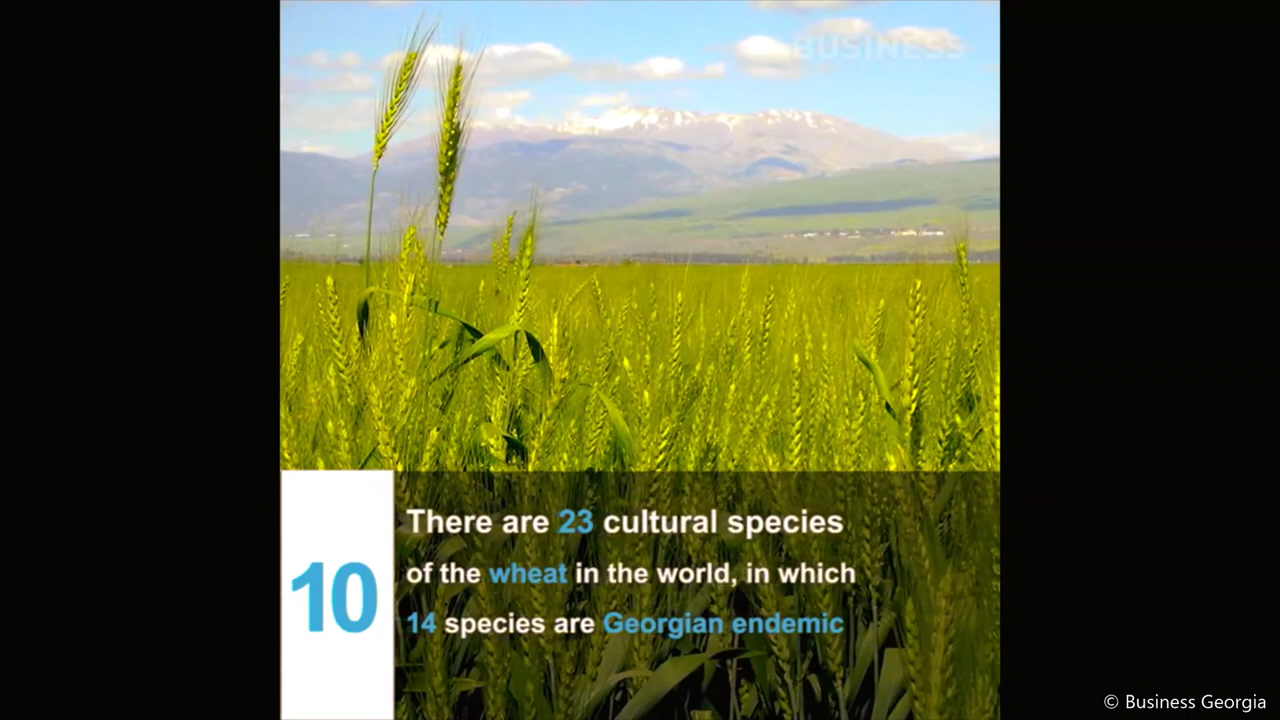 BUSINESS
10
There are 23 cultural species
of the wheat in the world, in which
14 species are Georgian endemic
© Business Georgia